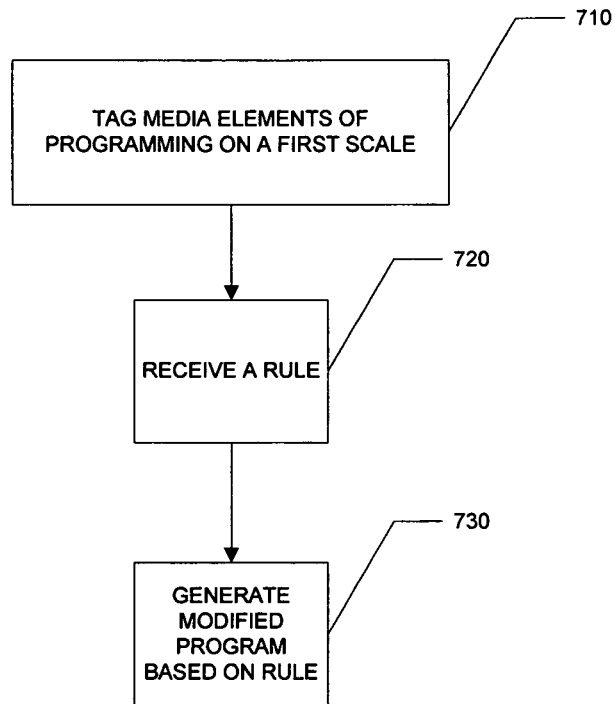 710
TAG MEDIA ELEMENTS OF
PROGRAMMING ON A FIRST SCALE
720
RECEIVE A RULE
730
GENERATE
MODIFIED
PROGRAM
BASED ON RULE